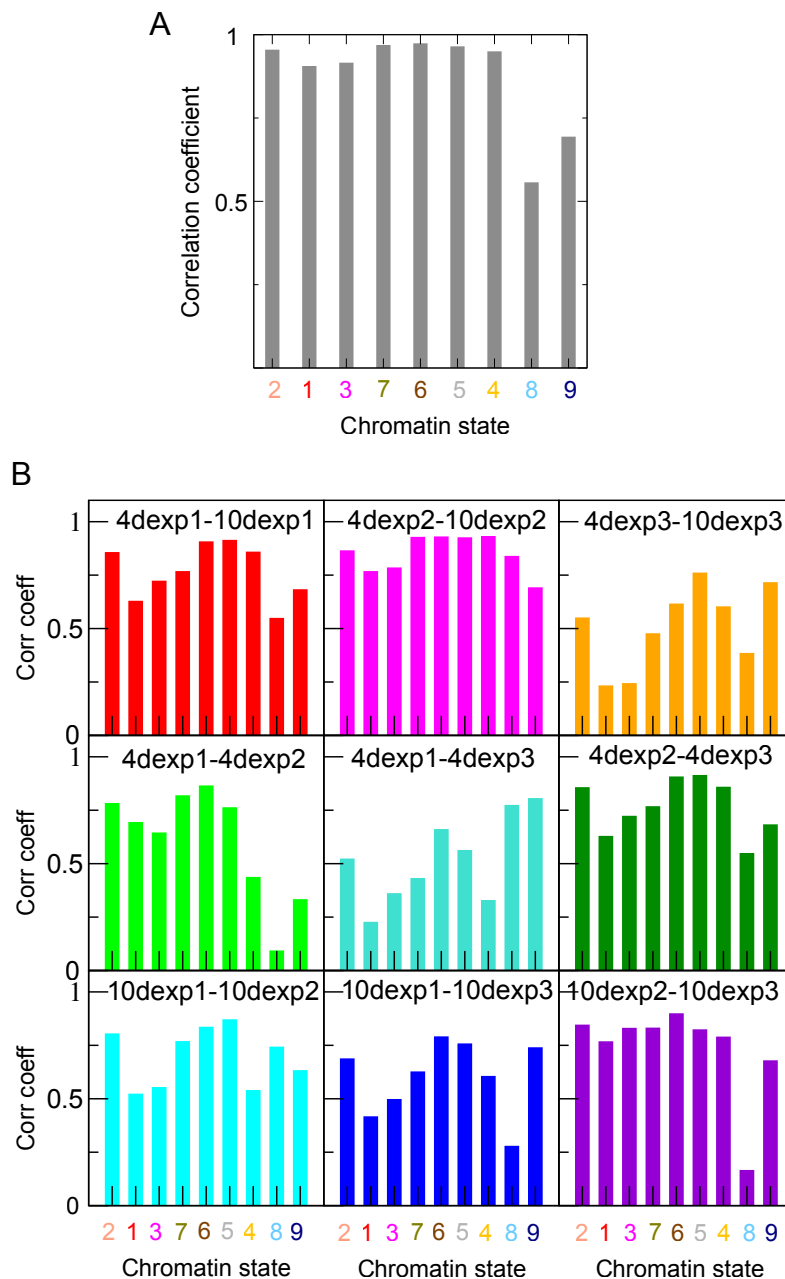 A
1
0.5
Correlation coefficient
2 1 3 7 6 5 4 8 9
Chromatin state
B
4dexp1-10dexp1
4dexp2-10dexp2
4dexp3-10dexp3
1
0.5
0
Corr coeff
4dexp1-4dexp2
4dexp1-4dexp3
4dexp2-4dexp3
1
0.5
0
Corr coeff
10dexp1-10dexp2
10dexp1-10dexp3
10dexp2-10dexp3
1
0.5
0
Corr coeff
2 1 3 7 6 5 4 8 9
2 1 3 7 6 5 4 8 9
2 1 3 7 6 5 4 8 9
Chromatin state
Chromatin state
Chromatin state